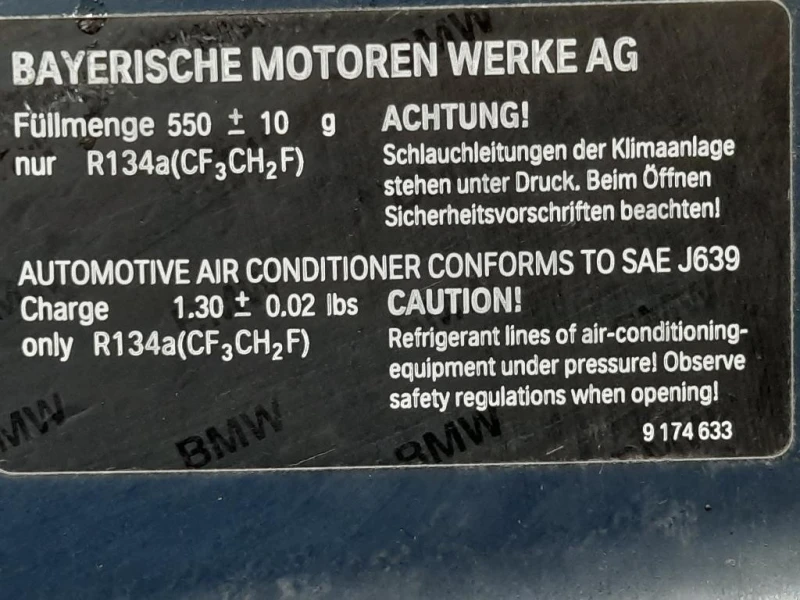 BAYERISCHE MOTOREN WERKE AG
Füllmenge 550 ± 10 g
nur R134a(CF₃CH₂F)
ACHTUNG!
Schlauchleitungen der Klimaanlage
stehen unter Druck. Beim Öffnen
Sicherheitsvorschriften beachten!
AUTOMOTIVE AIR CONDITIONER CONFORMS TO SAE J639
Charge 1.30 ± 0.02 lbs
only R134a(CF₃CH₂F)
CAUTION!
Refrigerant lines of air-conditioning-
equipment under pressure! Observe
safety regulations when opening!
9 174 633
BMW
BMW
BMW
BMW